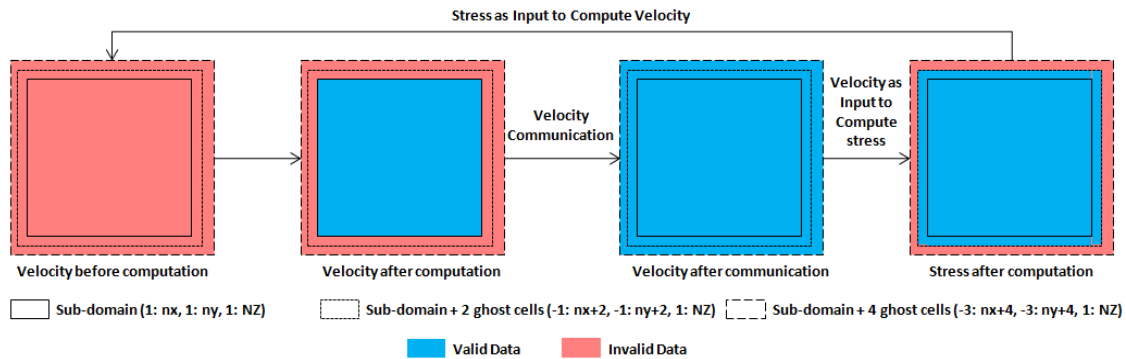 Stress as Input to Compute Velocity
Velocity
Communication
Velocity as
Input to
Compute
stress
Velocity before computation
Velocity after computation
Velocity after communication
Stress after computation
Sub-domain (1: nx, 1: ny, 1: NZ)
Sub-domain + 2 ghost cells (-1: nx+2, -1: ny+2, 1: NZ)
Sub-domain + 4 ghost cells (-3: nx+4, -3: ny+4, 1: NZ)
Valid Data
Invalid Data